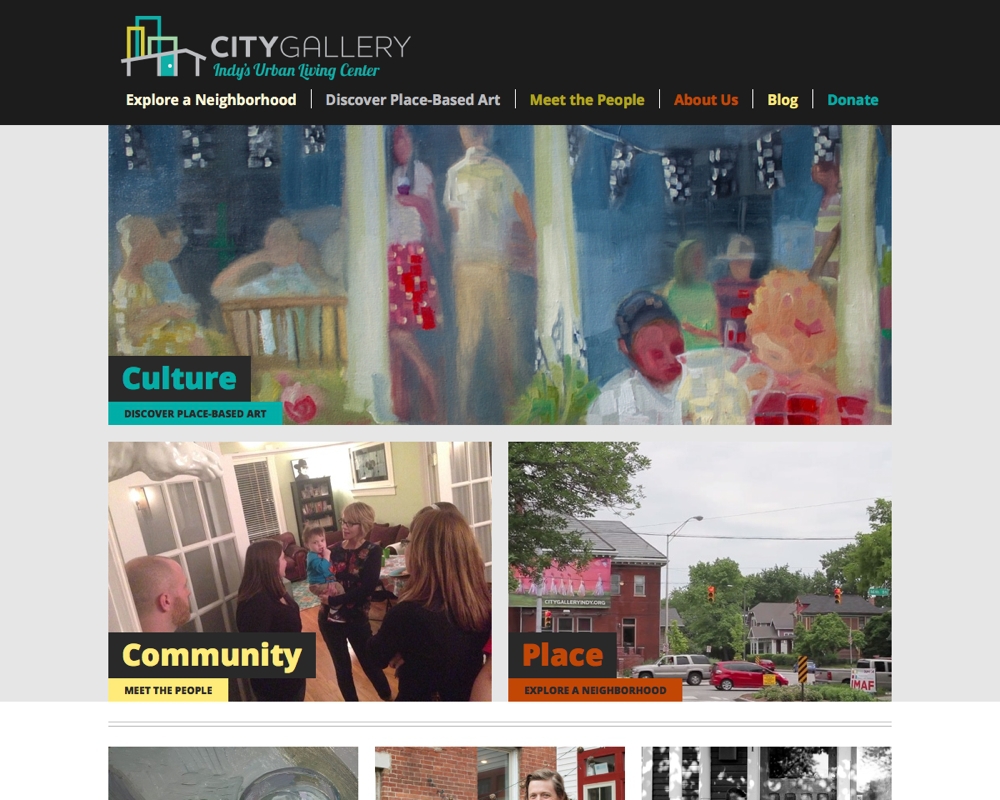 CITYGALLERY
Indy's Urban Living Center
Explore a Neighborhood
Discover Place-Based Art
Meet the People
About Us
Blog
Donate
Culture
DISCOVER PLACE-BASED ART
CITYGALLERYINDY.ORG
Community
MEET THE PEOPLE
Place
EXPLORE A NEIGHBORHOOD
IMAF